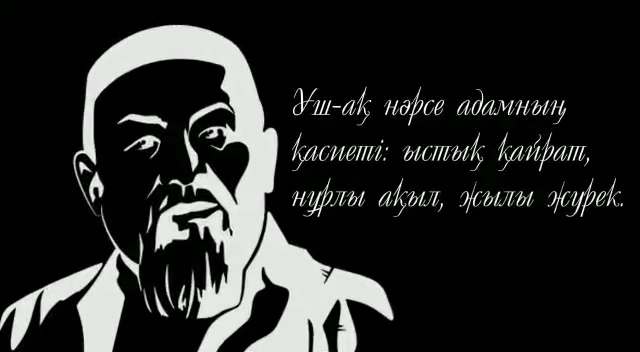 Үш-ақ нәрсе адамның
қасиеті: ыстық қайрат,
нұрлы ақыл, жылы жүрек.